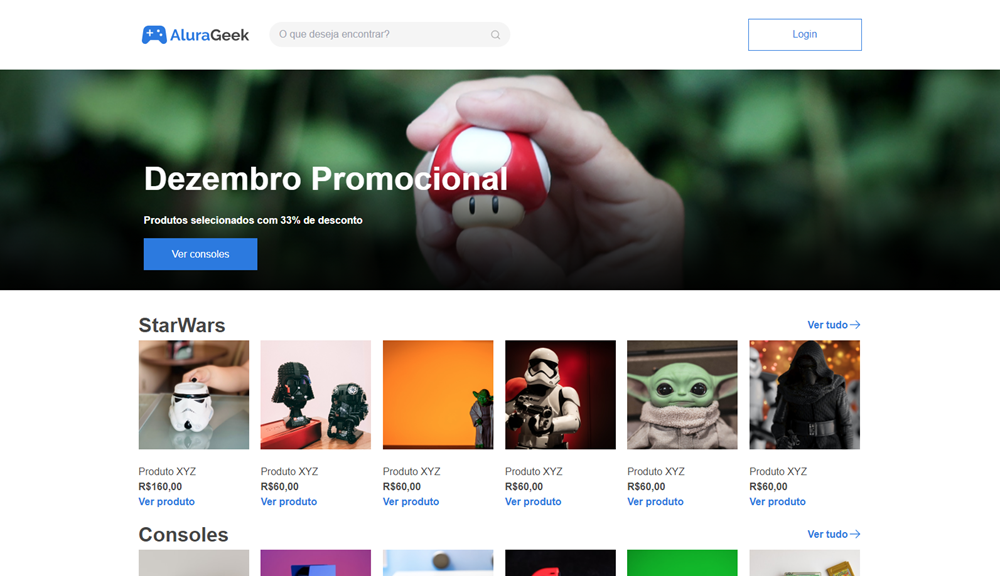 AluraGeek
O que deseja encontrar?
Login
Dezembro Promocional
Produtos selecionados com 33% de desconto
Ver consoles
StarWars
Ver tudo
Produto XYZ
R$160,00
Ver produto
Produto XYZ
R$60,00
Ver produto
Produto XYZ
R$60,00
Ver produto
Produto XYZ
R$60,00
Ver produto
Produto XYZ
R$60,00
Ver produto
Produto XYZ
R$60,00
Ver produto
Consoles
Ver tudo